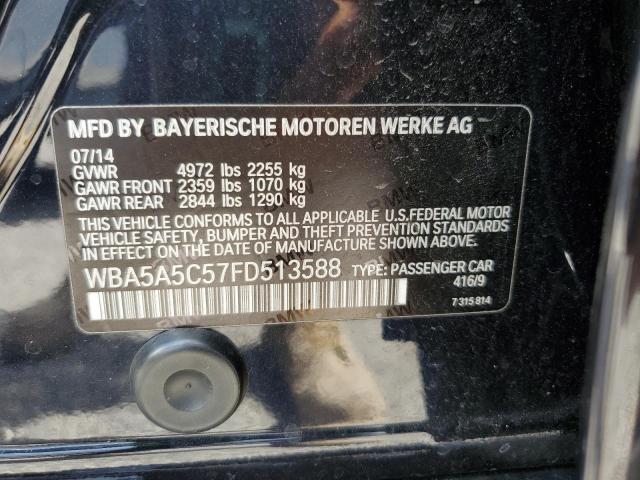 MFD BY BAYERISCHE MOTOREN WERKE AG
07/14
GVWR 4972 lbs 2255 kg
GAWR FRONT 2359 lbs 1070 kg
GAWR REAR 2844 lbs 1290 kg
THIS VEHICLE CONFORMS TO ALL APPLICABLE U.S.FEDERAL MOTOR
VEHICLE SAFETY, BUMPER AND THEFT PREVENTION STANDARDS
IN EFFECT ON THE DATE OF MANUFACTURE SHOWN ABOVE.
WBA5A5C57FD513588 TYPE: PASSENGER CAR
416/9
7 315 814